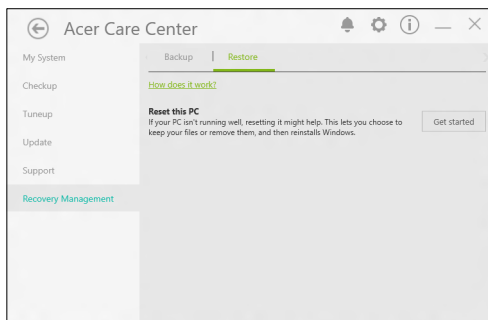 Acer Care Center
My System
Checkup
Tuneup
Update
Support
Recovery Management
Backup | Restore
How does it work?
Reset this PC
If your PC isn't running well, resetting it might help. This lets you choose to
keep your files or remove them, and then reinstalls Windows.
Get started